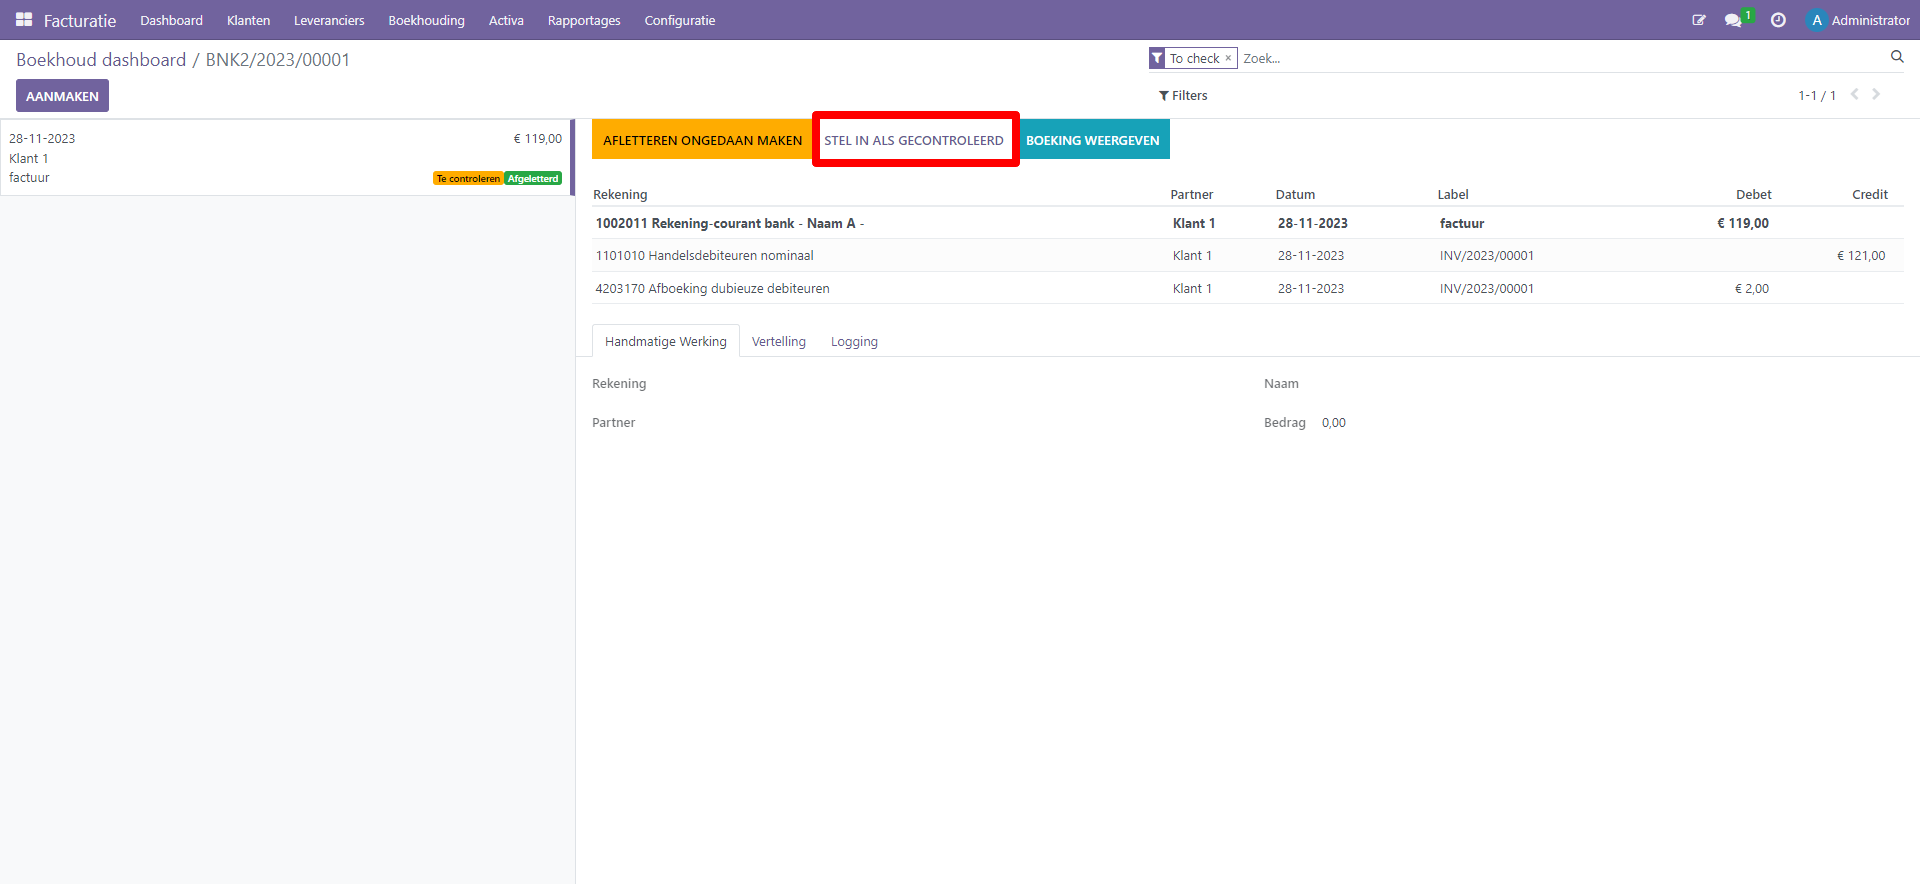 Facturatie Dashboard Klanten Leveranciers Boekhouding Activa Rapportages Configuratie 1 A Administrator
Boekhoud dashboard / BNK2/2023/00001
To check × Zoek...
AANMAKEN
Filters
1-1 / 1
28-11-2023 € 119,00
Klant 1
factuur Te controleren Afgeletterd
AFLETTEREN ONGEDAAN MAKEN STEL IN ALS GECONTROLEERD BOEKING WEERGEVEN
Rekening Partner Datum Label Debet Credit
1002011 Rekening-courant bank - Naam A - Klant 1 28-11-2023 factuur € 119,00
1101010 Handelsdebiteuren nominaal Klant 1 28-11-2023 INV/2023/00001 € 121,00
4203170 Afboeking dubieuze debiteuren Klant 1 28-11-2023 INV/2023/00001 € 2,00
Handmatige Werking Vertelling Logging
Rekening Naam
Partner Bedrag 0,00